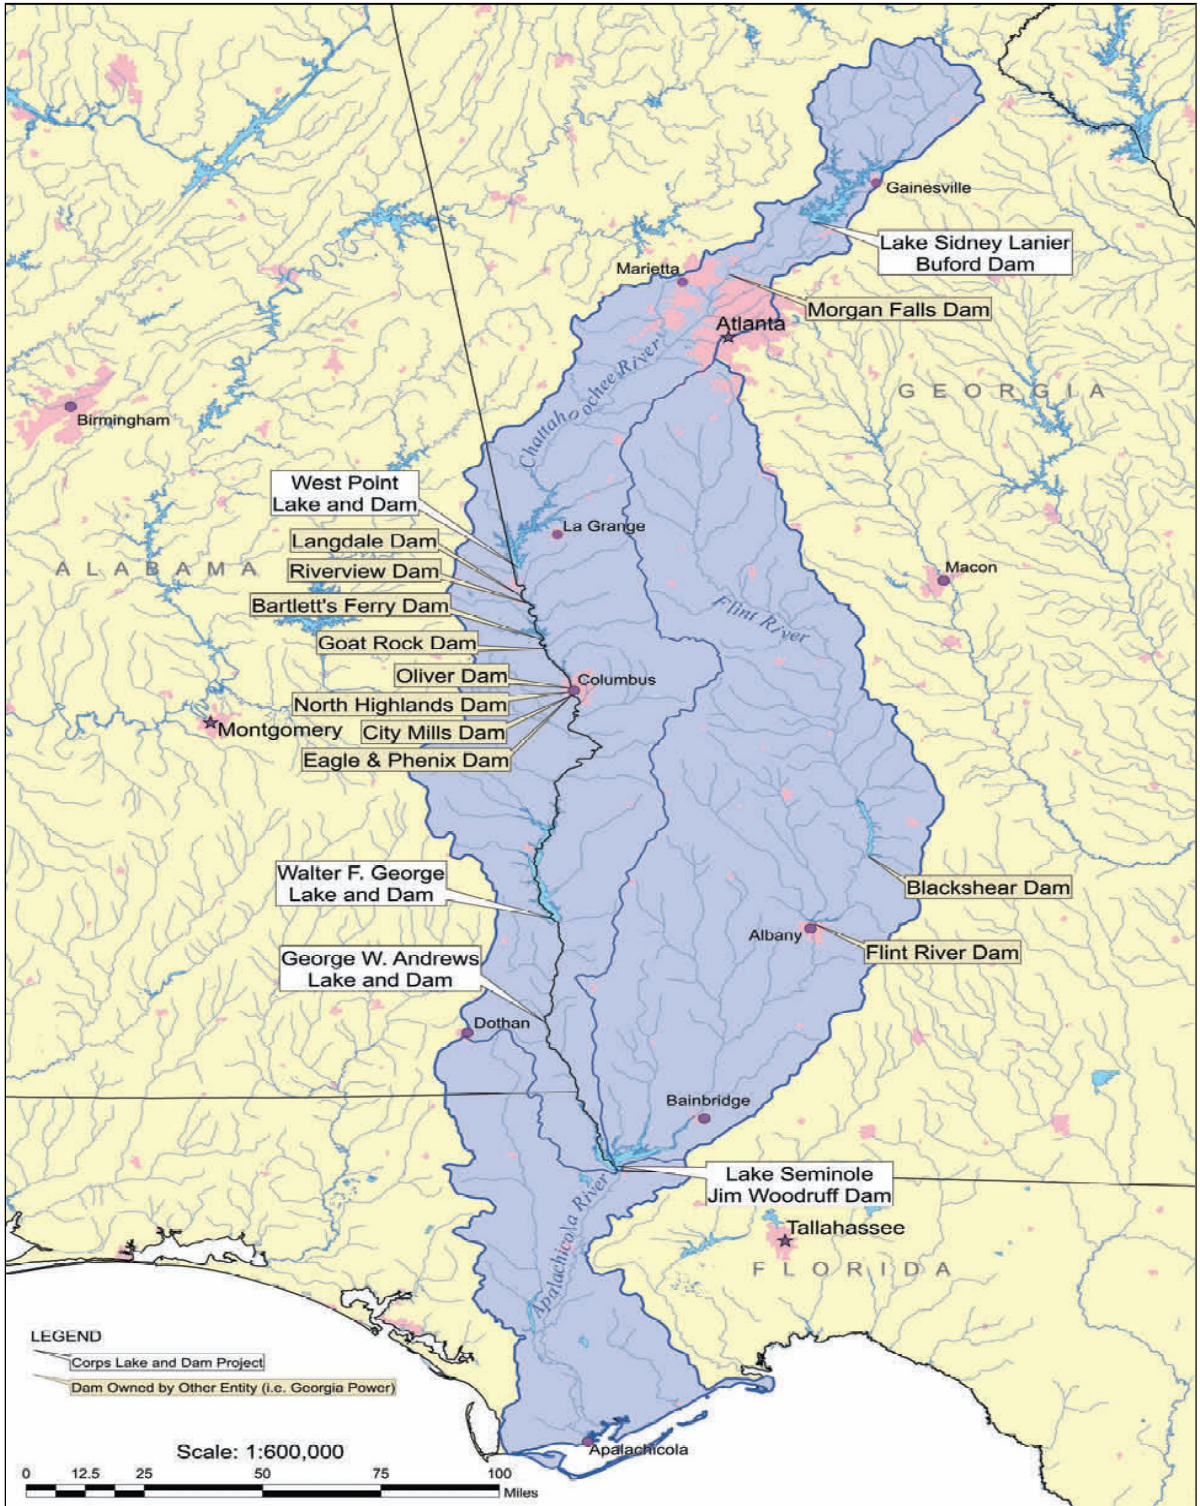 Gainesville
Lake Sidney Lanier
Buford Dam
Marietta
Morgan Falls Dam
Atlanta
Chattahoochee River
GEORGIA
Birmingham
West Point
Lake and Dam
La Grange
Langdale Dam
ALABAMA
Riverview Dam
Macon
Bartlett's Ferry Dam
Flint River
Goat Rock Dam
Oliver Dam
Columbus
North Highlands Dam
Montgomery
City Mills Dam
Eagle & Phenix Dam
Walter F. George
Lake and Dam
Blackshear Dam
Albany
Flint River Dam
George W. Andrews
Lake and Dam
Dothan
Bainbridge
Lake Seminole
Jim Woodruff Dam
Apalachicola River
Tallahassee
FLORIDA
LEGEND
Corps Lake and Dam Project
Dam Owned by Other Entity (i.e. Georgia Power)
Apalachicola
Scale: 1:600,000
0 12.5 25 50 75 100
Miles